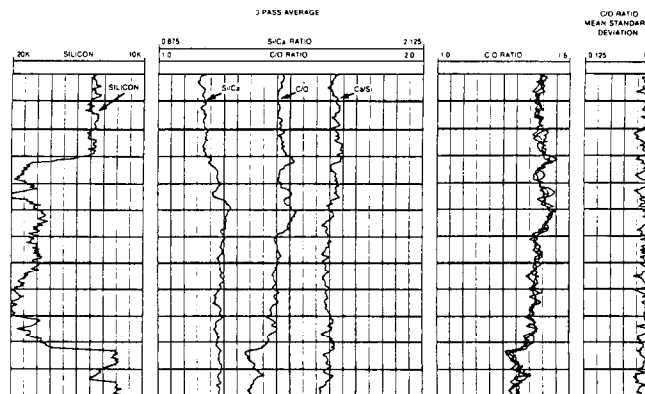 3 PASS AVERAGE
C/O RATIO
MEAN STANDARD
DEVIATION
0.875 Si/Ca RATIO 2.125
20K SILICON 10K
1.0 C/O RATIO 2.0
1.0 C O RATIO 1.6
0.125
SILICON
Si/Ca
C/O
Ca/Si